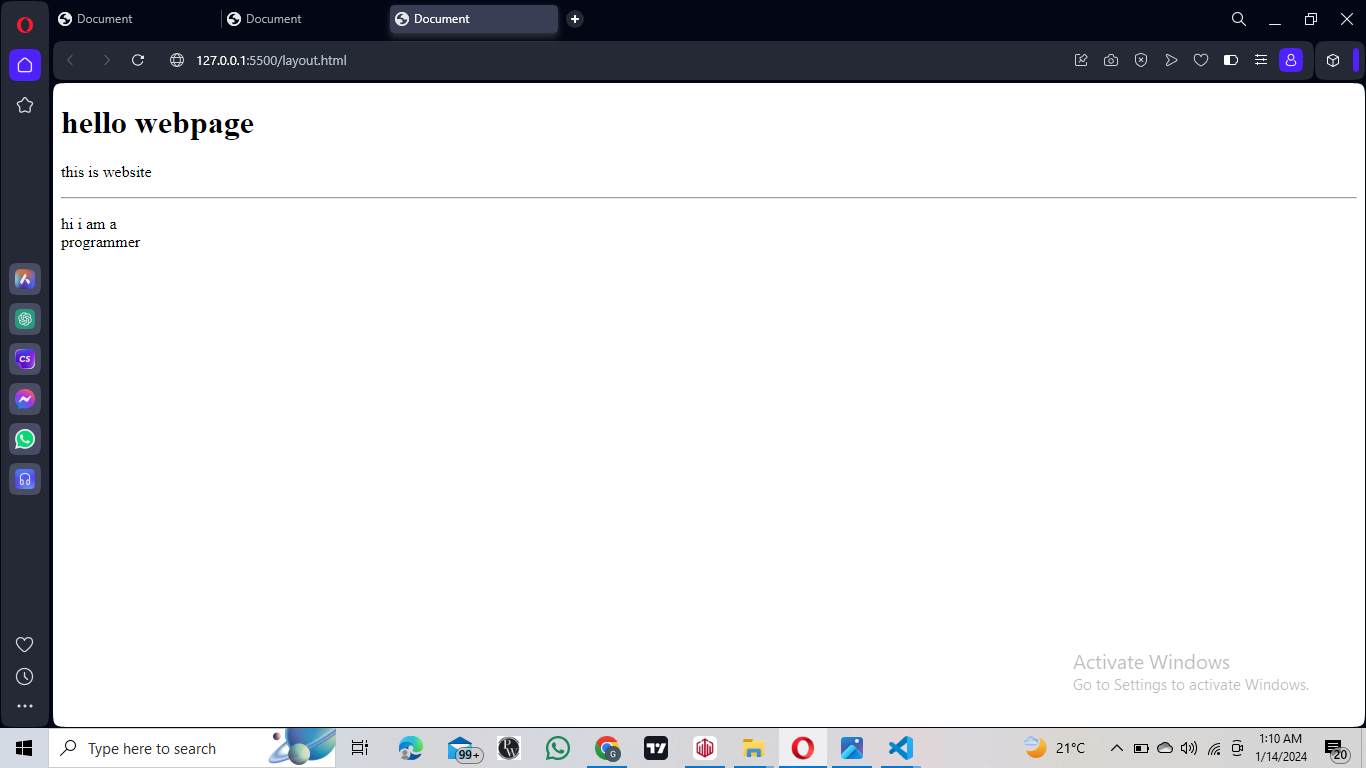 Document
Document
Document
127.0.0.1:5500/layout.html
hello webpage
this is website
hi i am a
programmer
CS
Activate Windows
Go to Settings to activate Windows.
Type here to search
99+
PW
G
21°C
1:10 AM
1/14/2024
20